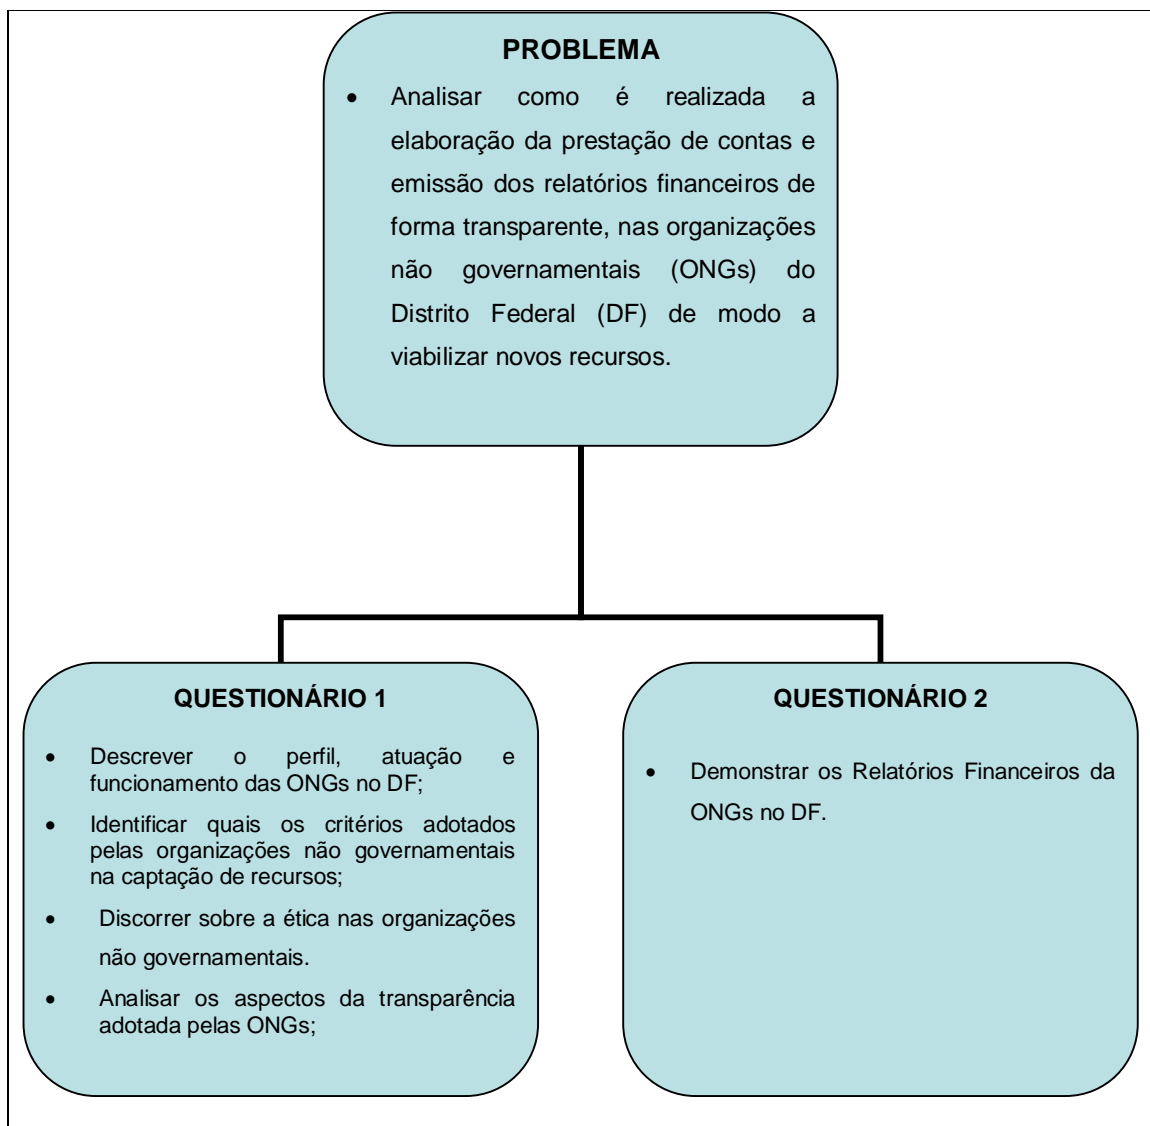 PROBLEMA
• Analisar como é realizada a
elaboração da prestação de contas e
emissão dos relatórios financeiros de
forma transparente, nas organizações
não governamentais (ONGs) do
Distrito Federal (DF) de modo a
viabilizar novos recursos.
QUESTIONÁRIO 1
• Descrever o perfil, atuação e
funcionamento das ONGs no DF;
• Identificar quais os critérios adotados
pelas organizações não governamentais
na captação de recursos;
• Discorrer sobre a ética nas organizações
não governamentais.
• Analisar os aspectos da transparência
adotada pelas ONGs;
QUESTIONÁRIO 2
• Demonstrar os Relatórios Financeiros da
ONGs no DF.